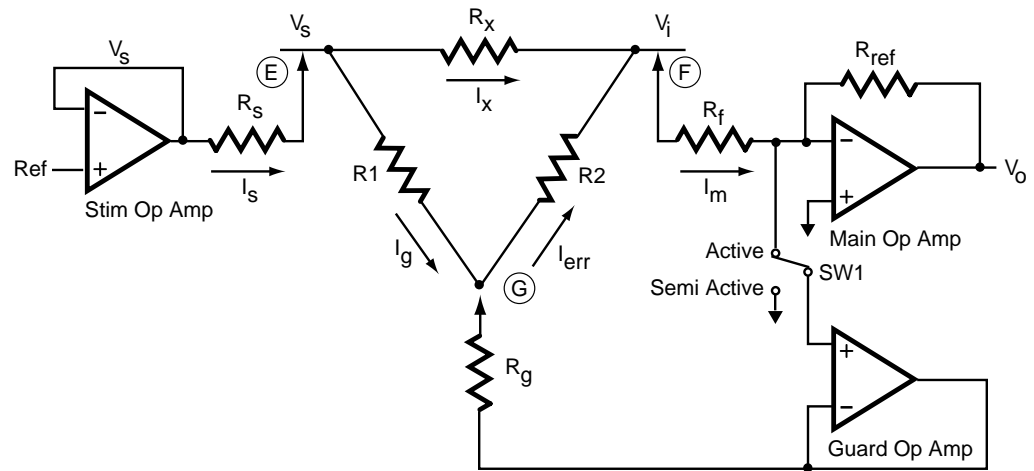 Vs
Vs
Rx
Vi
E
F
Ix
Rs
Rf
Rref
−
+
Ref
Is
Stim Op Amp
R1
R2
Im
−
+
Vo
Main Op Amp
Ig
Ierr
G
Active
SW1
Semi Active
Rg
+
−
Guard Op Amp